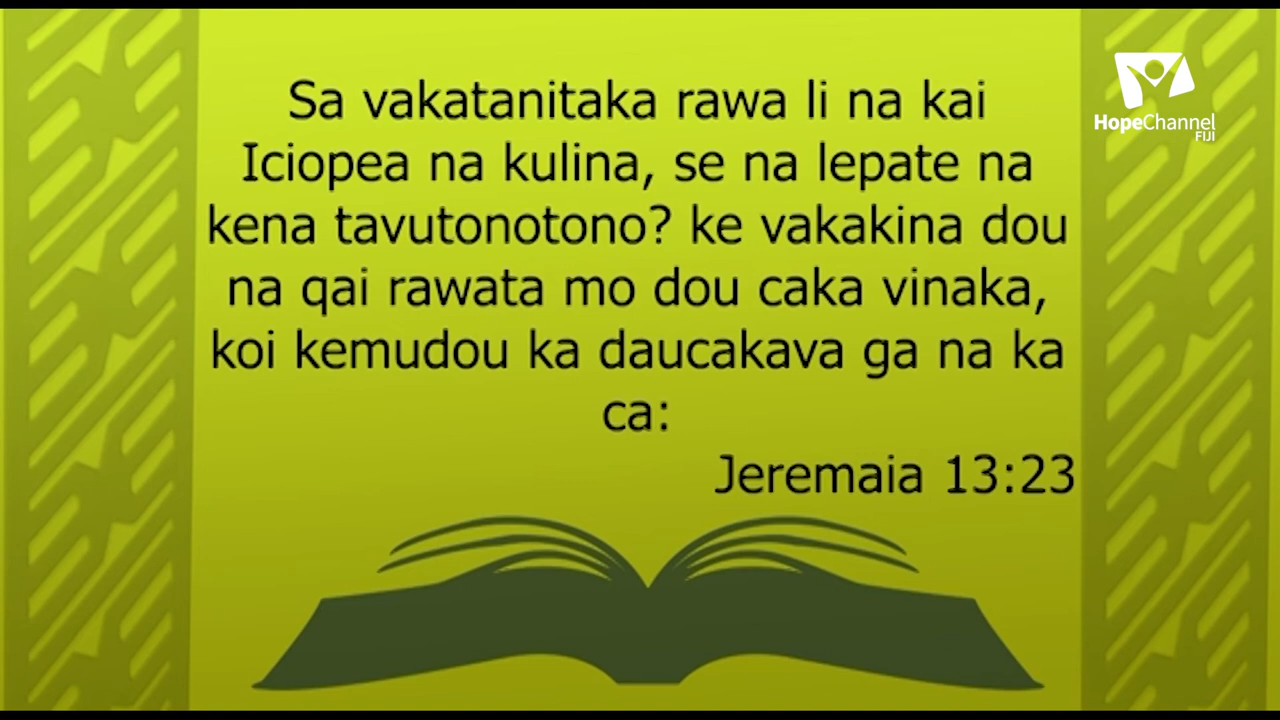 Sa vakatanitaka rawa li na kai
Iciopea na kulina, se na lepate na
kena tavutonotono? ke vakakina dou
na qai rawata mo dou caka vinaka,
koi kemudou ka daucakava ga na ka
ca:
Jeremaia 13:23
HopeChannel
FIJI